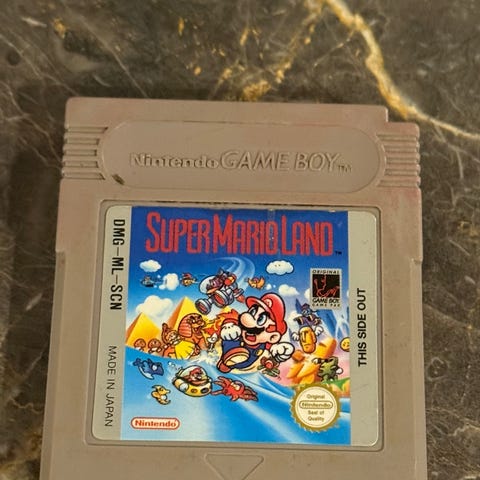 Nintendo GAME BOY TM
SUPER MARIO LAND TM
DMG-ML-SCN
MADE IN JAPAN
ORIGINAL
GAME BOY
GAME PAK
THIS SIDE OUT
Nintendo
Original
Nintendo
Seal of
Quality